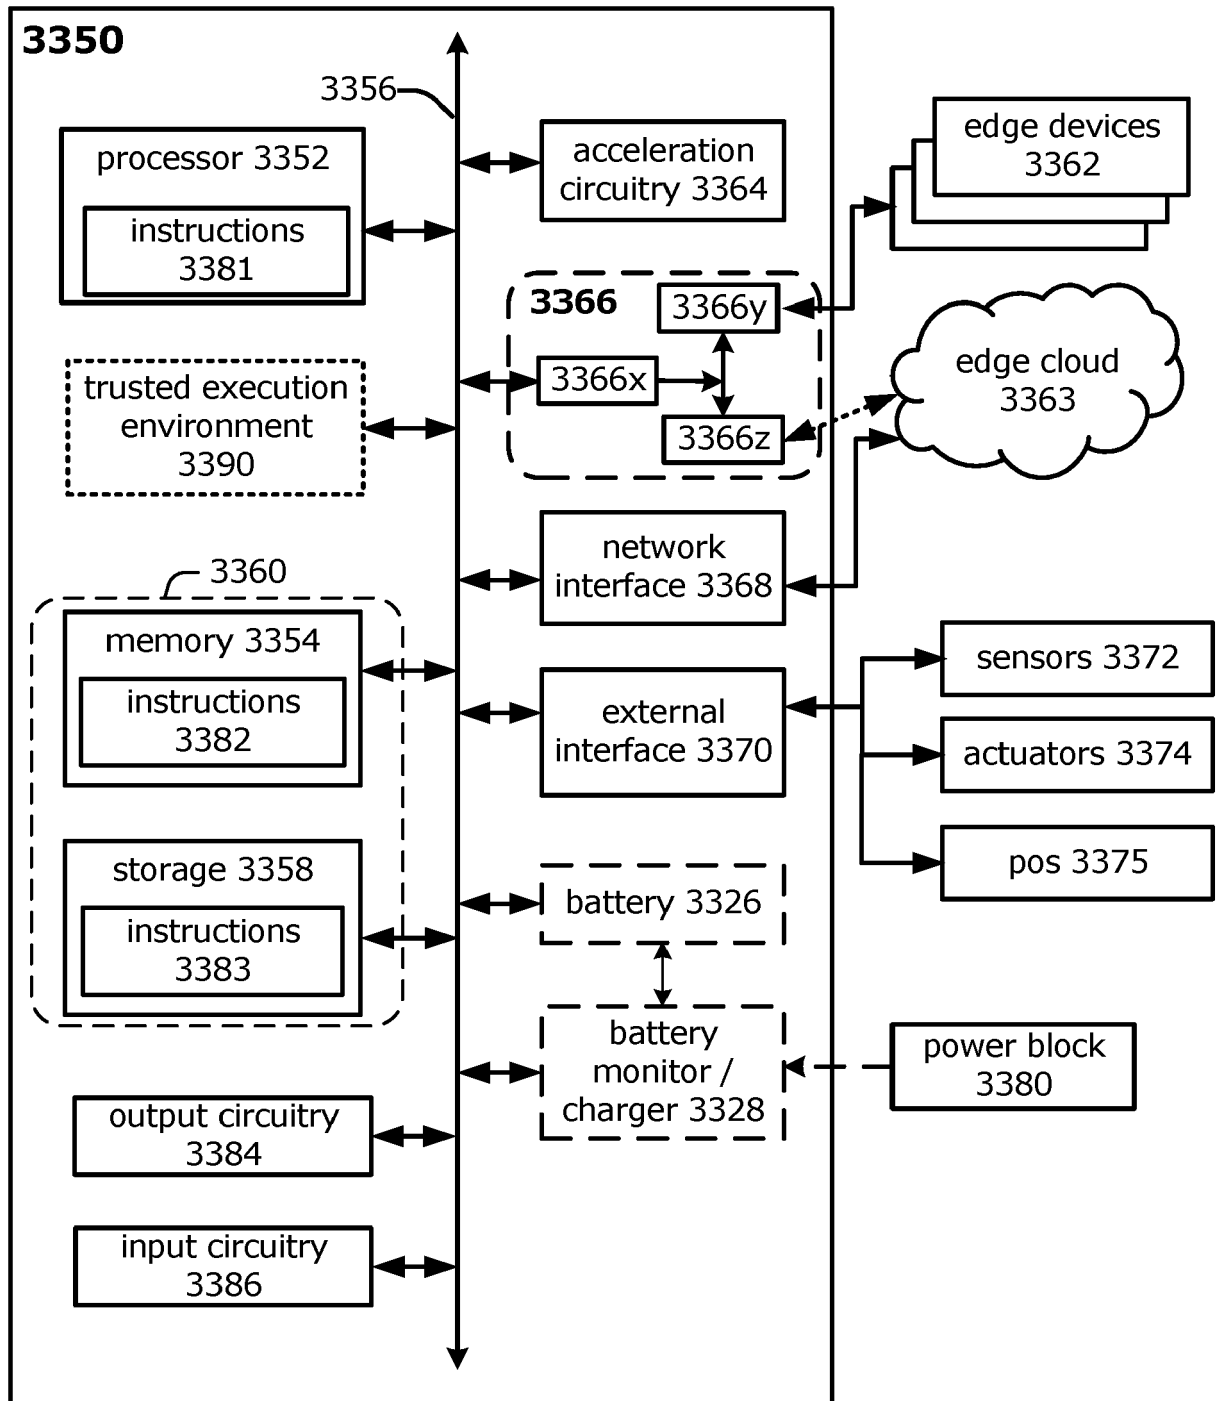 3350
3356
processor 3352
instructions
3381
trusted execution
environment
3390
3360
memory 3354
instructions
3382
storage 3358
instructions
3383
output circuitry
3384
input circuitry
3386
acceleration
circuitry 3364
3366
3366y
3366x
3366z
network
interface 3368
external
interface 3370
battery 3326
battery
monitor /
charger 3328
edge devices
3362
edge cloud
3363
sensors 3372
actuators 3374
pos 3375
power block
3380